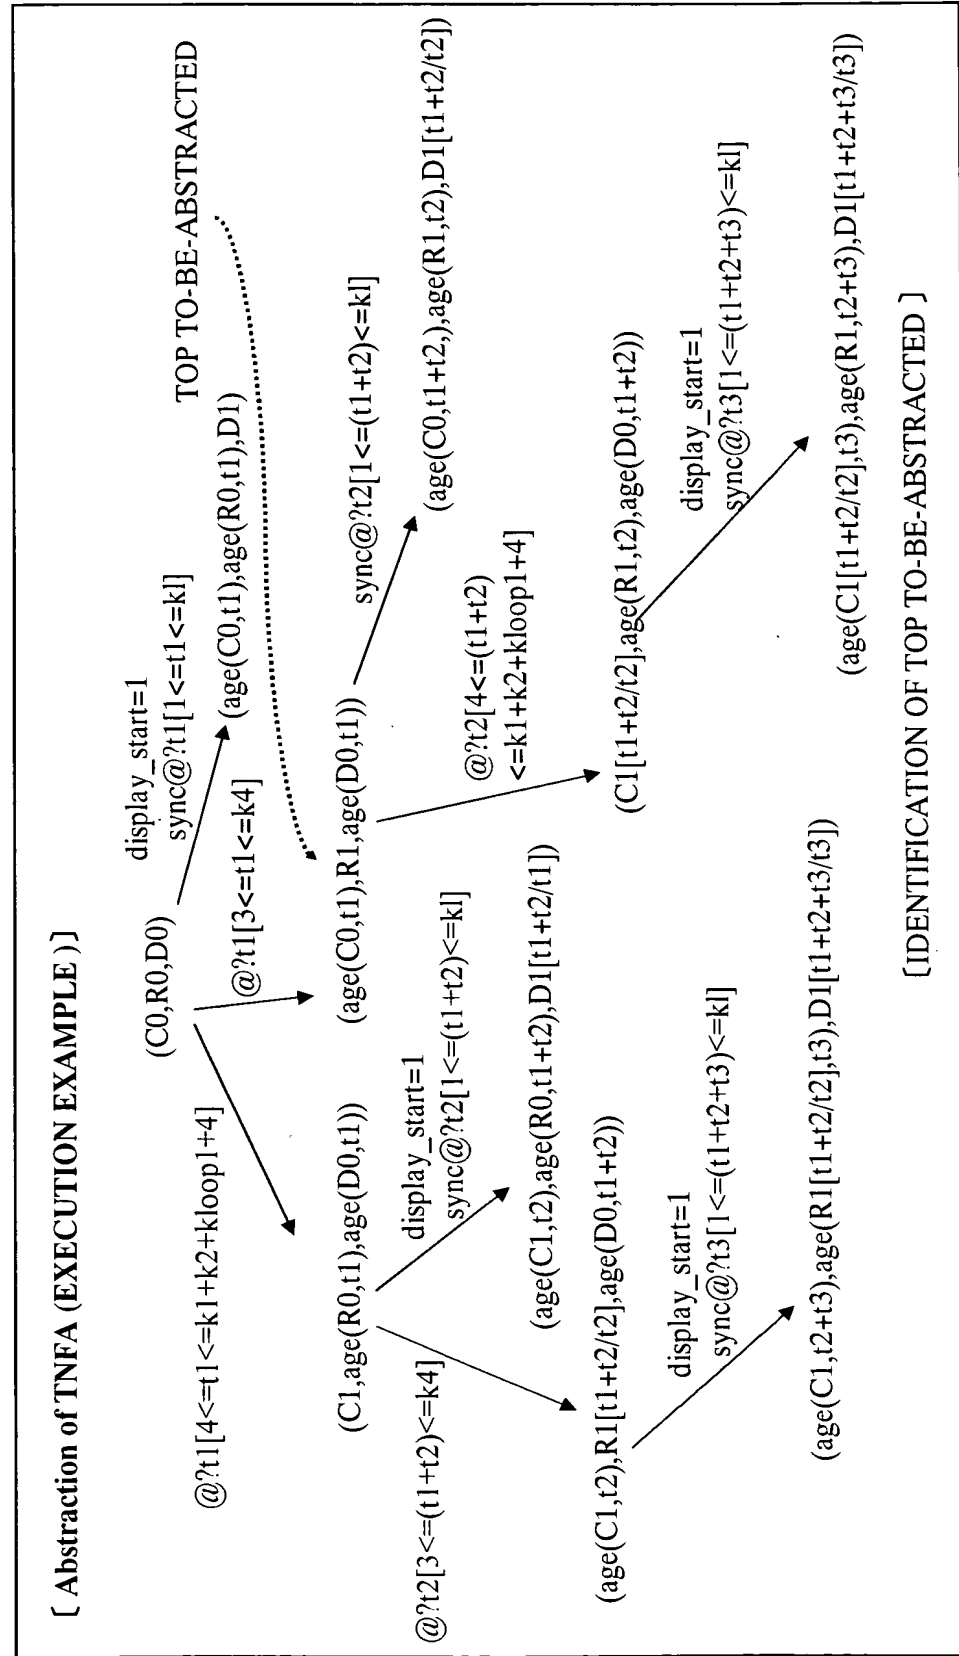 [ Abstraction of TNFA (EXECUTION EXAMPLE )]
(C0,R0,D0)
display_start=1
sync@?t1[1<=t1<=kl]
(age(C0,t1),age(R0,t1),D1)
TOP TO-BE-ABSTRACTED
@?t1[4<=t1<=k1+k2+kloop1+4]
@?t1[3<=t1<=k4]
(C1,age(R0,t1),age(D0,t1))
(age(C0,t1),R1,age(D0,t1))
sync@?t2[1<=(t1+t2)<=kl]
(age(C0,t1+t2,),age(R1,t2),D1[t1+t2/t2])
@?t2[3<=(t1+t2)<=k4]
display_start=1
sync@?t2[1<=(t1+t2)<=kl]
(age(C1,t2),age(R0,t1+t2),D1[t1+t2/t1])
@?t2[4<=(t1+t2)
<=k1+k2+kloop1+4]
(age(C1,t2),R1[t1+t2/t2],age(D0,t1+t2))
(C1[t1+t2/t2],age(R1,t2),age(D0,t1+t2))
display_start=1
sync@?t3[1<=(t1+t2+t3)<=kl]
display_start=1
sync@?t3[1<=(t1+t2+t3)<=kl]
(age(C1,t2+t3),age(R1[t1+t2/t2],t3),D1[t1+t2+t3/t3])
(age(C1[t1+t2/t2],t3),age(R1,t2+t3),D1[t1+t2+t3/t3])
[IDENTIFICATION OF TOP TO-BE-ABSTRACTED ]